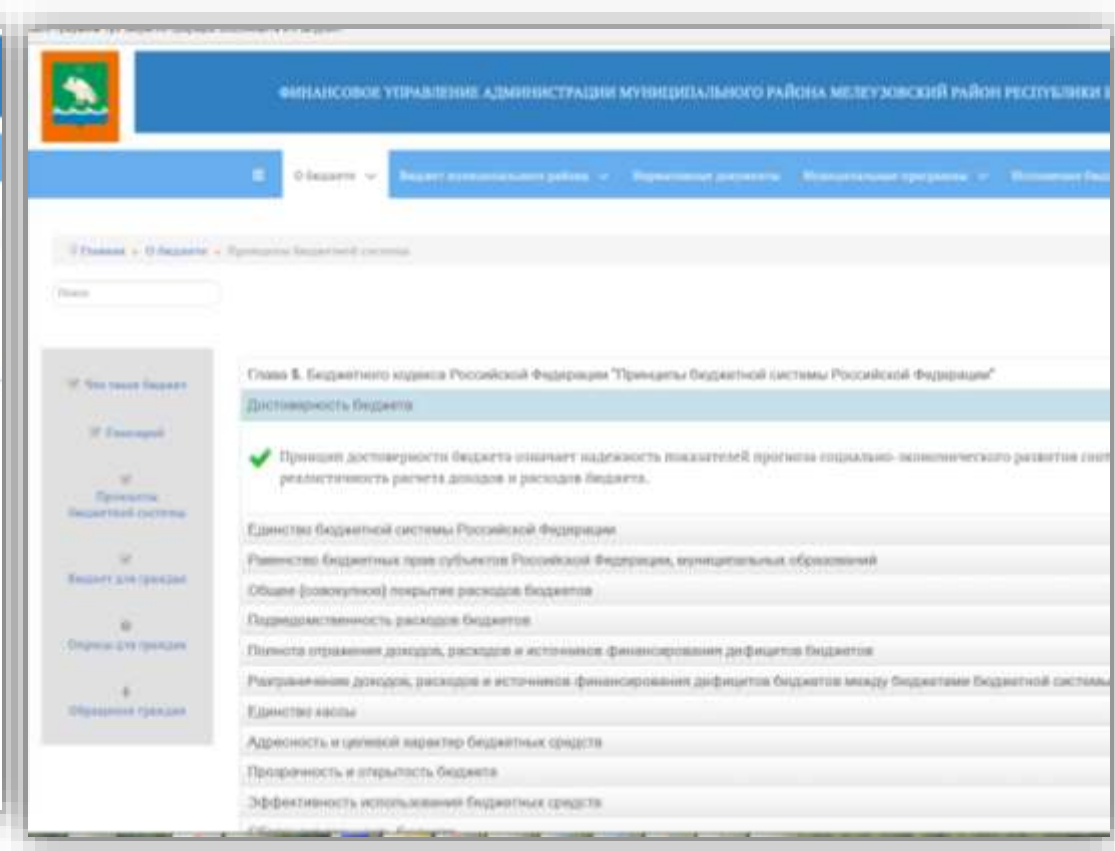 ФИНАНСОВОЕ УПРАВЛЕНИЕ АДМИНИСТРАЦИИ МУНИЦИПАЛЬНОГО РАЙОНА МЕЛЕУЗОВСКИЙ РАЙОН РЕСПУБЛИКИ
О бюджете
Бюджет муниципального района
Нормативные документы
Муниципальные программы
Исполнение
Главная » О бюджете » Принципы бюджетной системы
Поиск
Что такое бюджет
Глоссарий
Принципы
бюджетной системы
Бюджет для граждан
Опросы для граждан
Обращения граждан
Глава 5. Бюджетного кодекса Российской Федерации "Принципы бюджетной системы Российской Федерации"
Достоверность бюджета
Принцип достоверности бюджета означает надежность показателей прогноза социально-экономического развития соот
реалистичность расчета доходов и расходов бюджета.
Единство бюджетной системы Российской Федерации
Равенство бюджетных прав субъектов Российской Федерации, муниципальных образований
Общее (совокупное) покрытие расходов бюджетов
Подведомственность расходов бюджетов
Полнота отражения доходов, расходов и источников финансирования дефицитов бюджетов
Разграничение доходов, расходов и источников финансирования дефицитов бюджетов между бюджетами бюджетной системы
Единство кассы
Адресность и целевой характер бюджетных средств
Прозрачность и открытость бюджета
Эффективность использования бюджетных средств